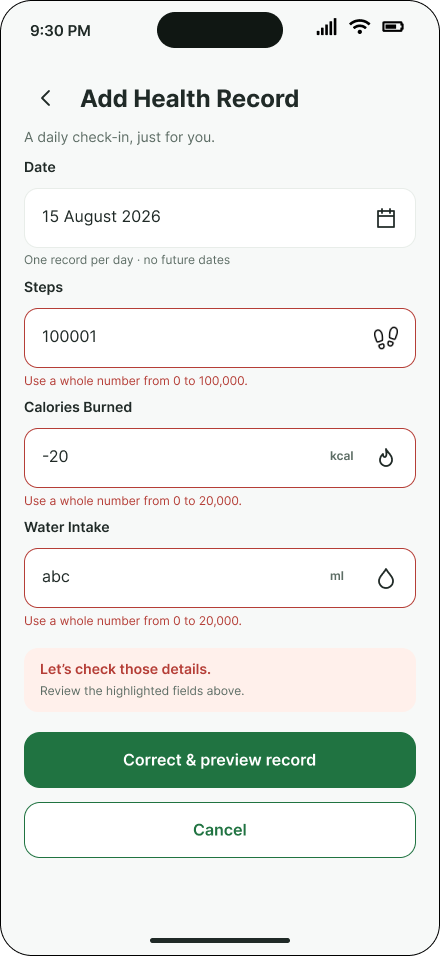 9:30 PM
Add Health Record
A daily check-in, just for you.
Date
15 August 2026
One record per day · no future dates
Steps
100001
Use a whole number from 0 to 100,000.
Calories Burned
-20 kcal
Use a whole number from 0 to 20,000.
Water Intake
abc ml
Use a whole number from 0 to 20,000.
Let’s check those details.
Review the highlighted fields above.
Correct & preview record
Cancel